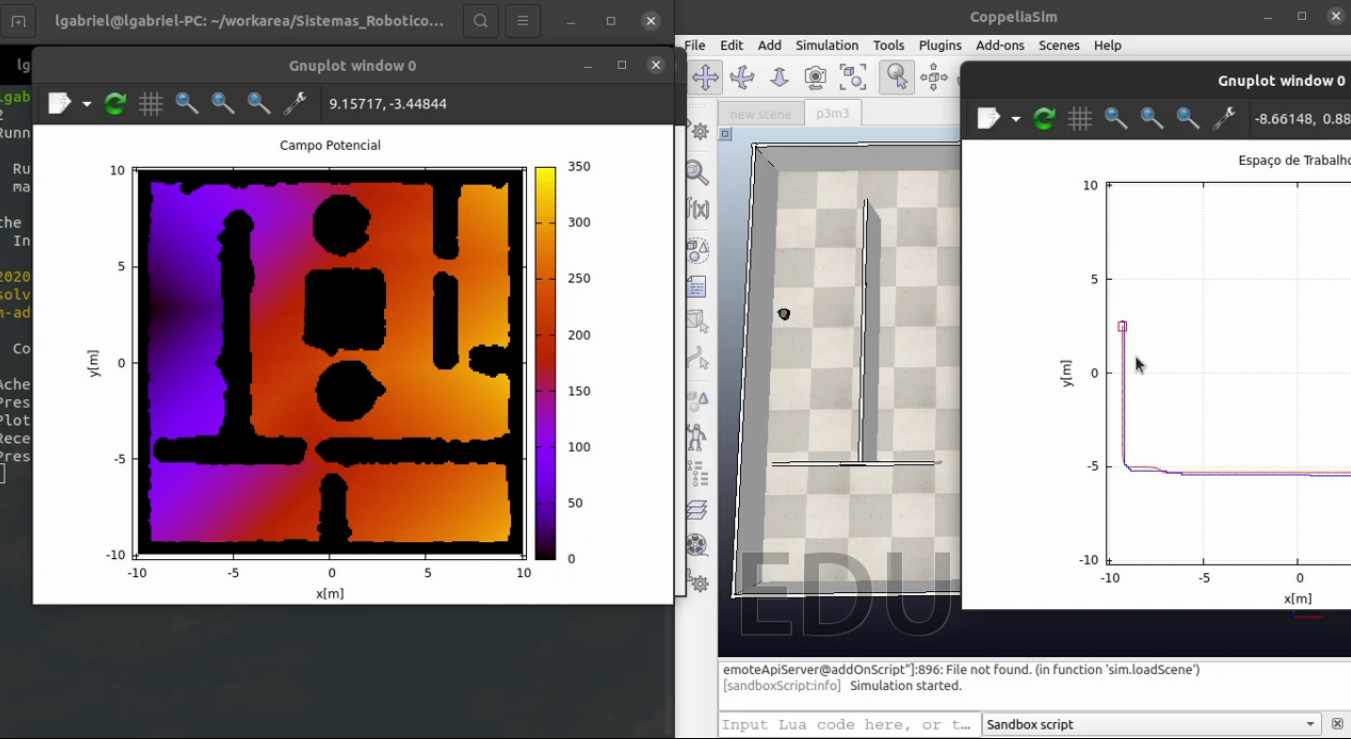 lgabriel@lgabriel-PC: ~/workarea/Sistemas_Robotico...
lg
lgab
2
Runn
Ru
ma
the
In
2020
solv
n-ad
Co
Ache
Pres
Plot
Rece
Pres
Gnuplot window 0
9.15717, -3.44844
Campo Potencial
10
5
0
-5
-10
y[m]
-10
-5
0
5
10
x[m]
350
300
250
200
150
100
50
0
CoppeliaSim
File Edit Add Simulation Tools Plugins Add-ons Scenes Help
new scene
p3m3
f(x)
EDU
Gnuplot window 0
-8.66148, 0.88
Espaço de Trabalho
10
5
0
-5
-10
y[m]
-10
-5
0
x[m]
emoteApiServer@addOnScript"]:896: File not found. (in function 'sim.loadScene')
[sandboxScript:info] Simulation started.
Input Lua code here, or t...
Sandbox script